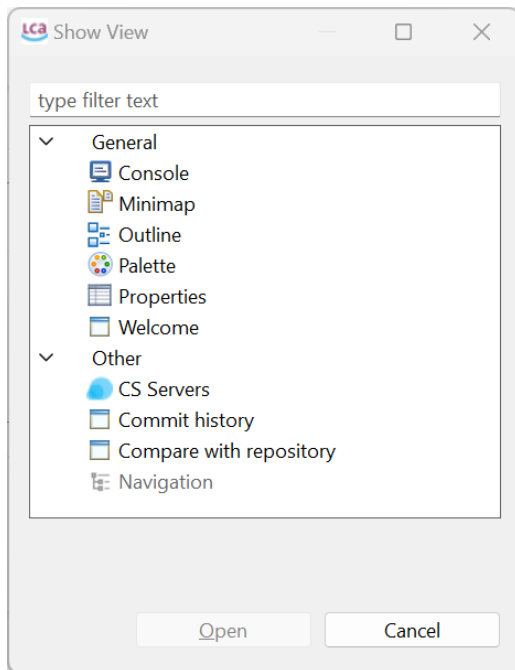 LCA Show View
type filter text
General
Console
Minimap
Outline
Palette
Properties
Welcome
Other
CS Servers
Commit history
Compare with repository
Navigation
Open Cancel